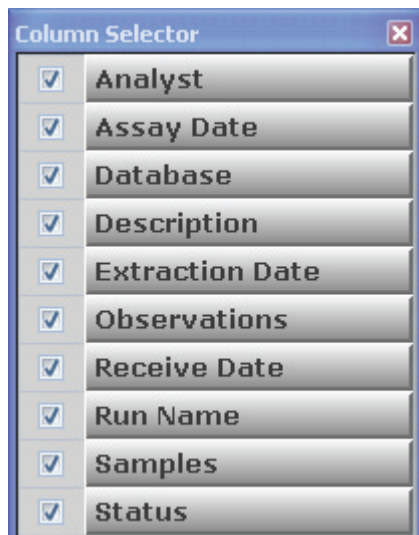 Column Selector
Analyst
Assay Date
Database
Description
Extraction Date
Observations
Receive Date
Run Name
Samples
Status